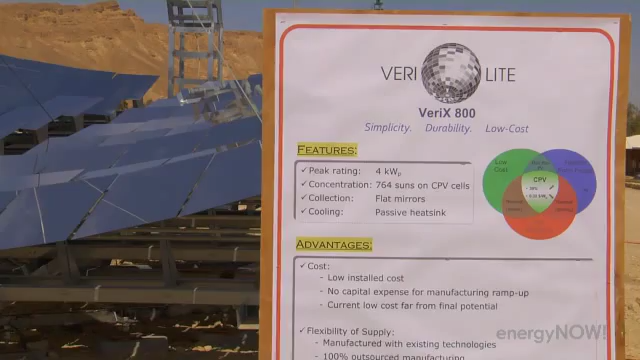 VERI LITE
VeriX 800
Simplicity. Durability. Low-Cost
FEATURES:
✓ Peak rating: 4 kWp
✓ Concentration: 764 suns on CPV cells
✓ Collection: Flat mirrors
✓ Cooling: Passive heatsink
Low
Cost
CPV
ADVANTAGES:
✓ Cost:
– Low installed cost
– No capital expense for manufacturing ramp-up
– Current low cost far from final potential
✓ Flexibility of Supply:
– Manufactured with existing technologies
– 100% outsourced manufacturing
energyNOW!